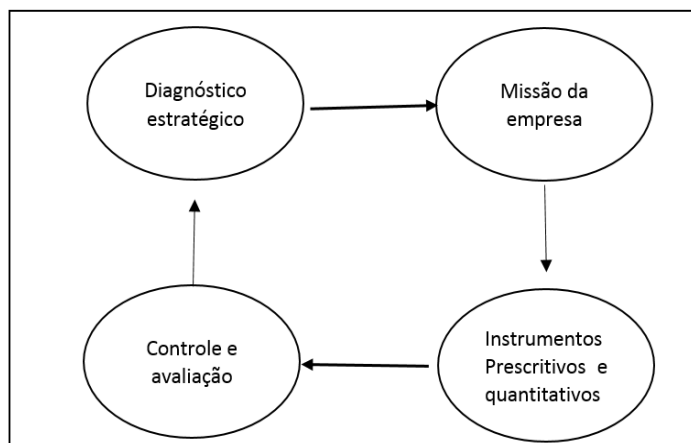 Diagnóstico
estratégico
Missão da
empresa
Controle e
avaliação
Instrumentos
Prescritivos e
quantitativos